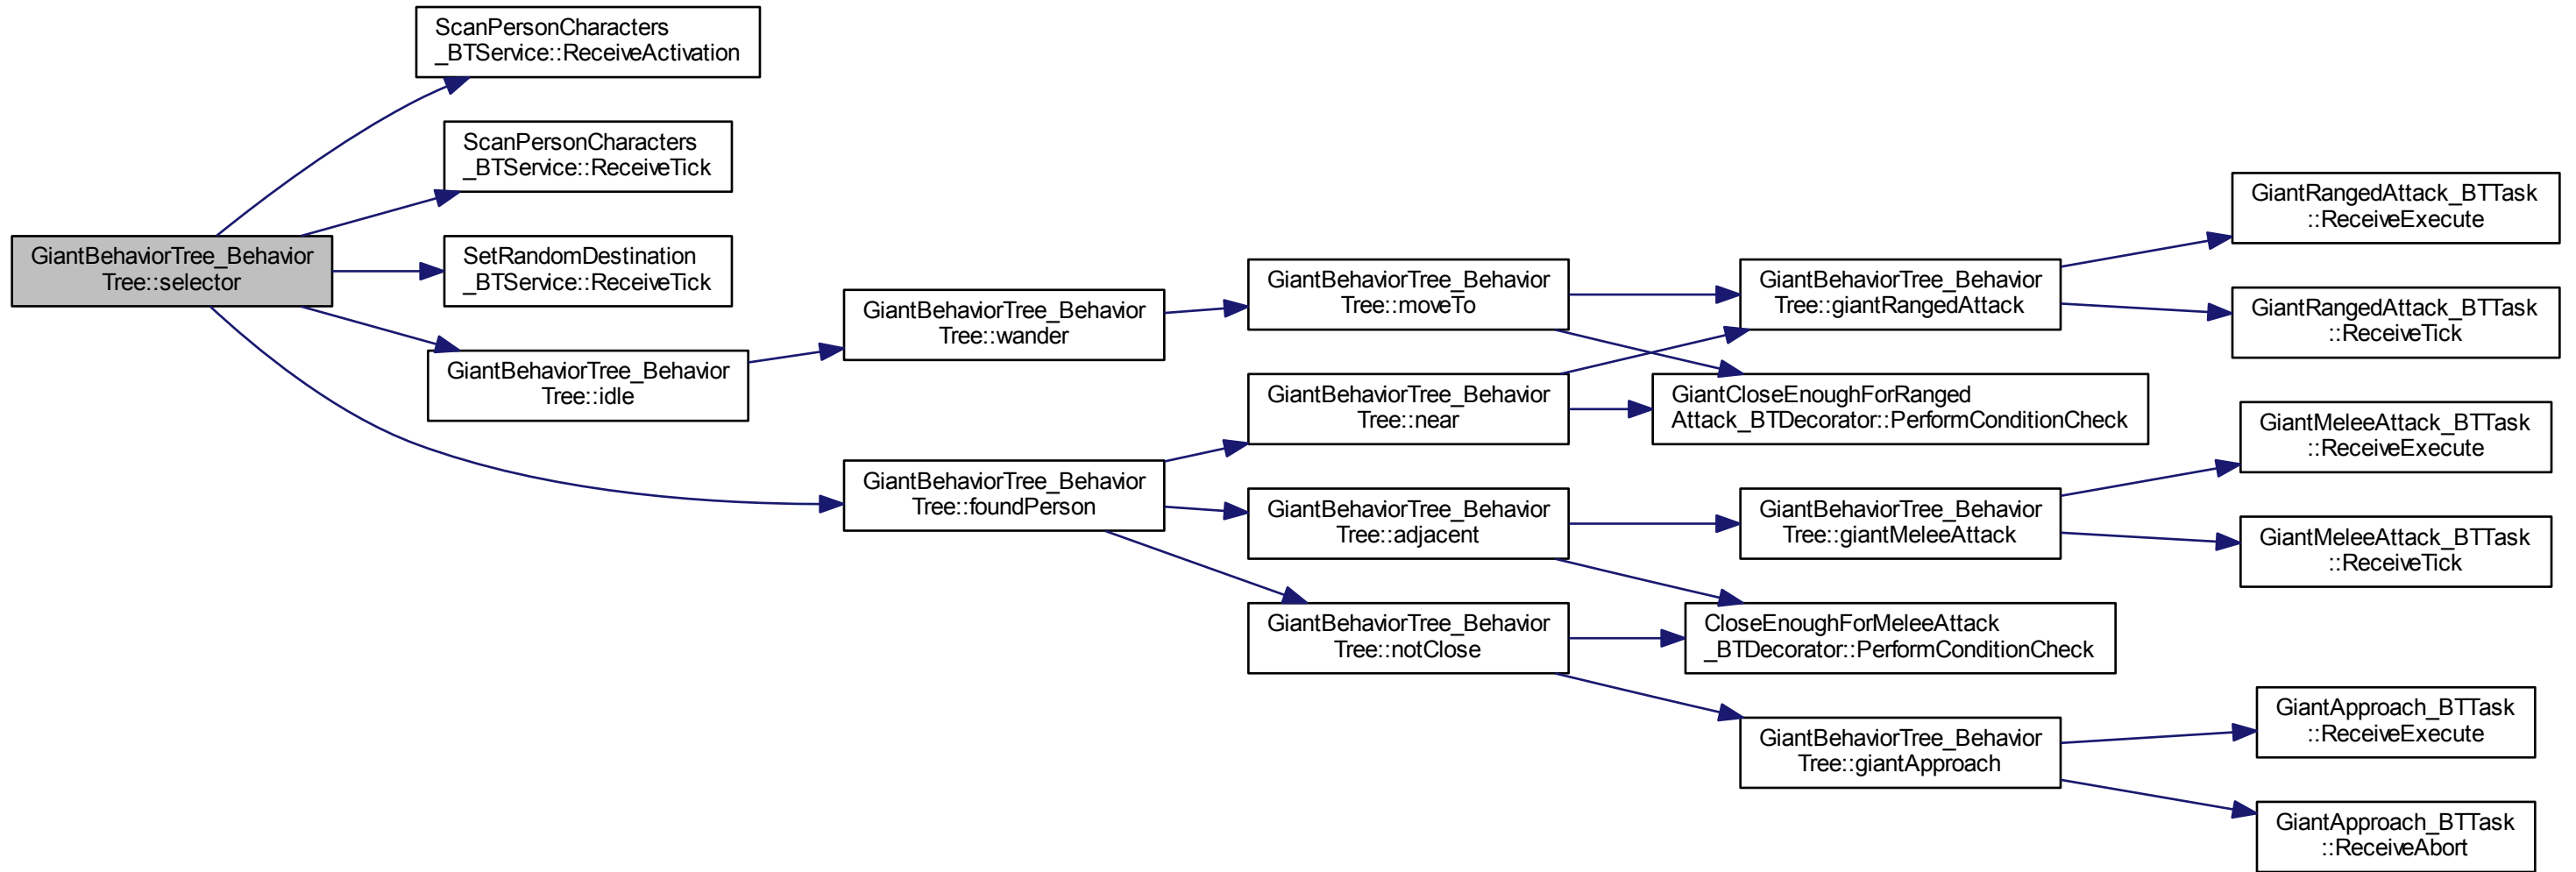 ScanPersonCharacters
_BTService::ReceiveActivation
ScanPersonCharacters
_BTService::ReceiveTick
GiantBehaviorTree_Behavior
Tree::selector
SetRandomDestination
_BTService::ReceiveTick
GiantBehaviorTree_Behavior
Tree::idle
GiantBehaviorTree_Behavior
Tree::wander
GiantBehaviorTree_Behavior
Tree::foundPerson
GiantBehaviorTree_Behavior
Tree::moveTo
GiantBehaviorTree_Behavior
Tree::near
GiantBehaviorTree_Behavior
Tree::adjacent
GiantBehaviorTree_Behavior
Tree::notClose
GiantBehaviorTree_Behavior
Tree::giantRangedAttack
GiantCloseEnoughForRanged
Attack_BTDecorator::PerformConditionCheck
GiantBehaviorTree_Behavior
Tree::giantMeleeAttack
CloseEnoughForMeleeAttack
_BTDecorator::PerformConditionCheck
GiantBehaviorTree_Behavior
Tree::giantApproach
GiantRangedAttack_BTTask
::ReceiveExecute
GiantRangedAttack_BTTask
::ReceiveTick
GiantMeleeAttack_BTTask
::ReceiveExecute
GiantMeleeAttack_BTTask
::ReceiveTick
GiantApproach_BTTask
::ReceiveExecute
GiantApproach_BTTask
::ReceiveAbort